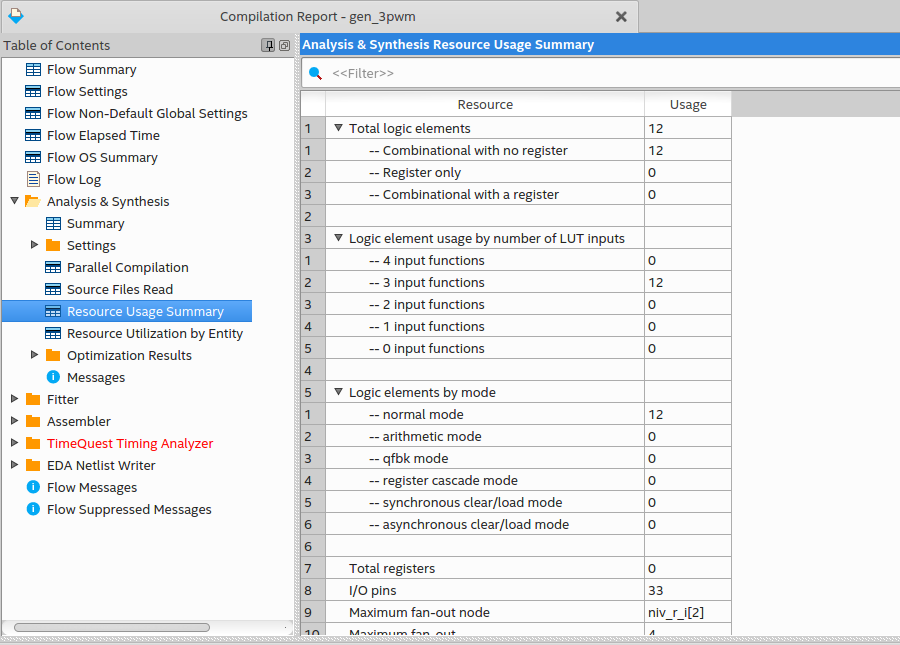 Compilation Report - gen_3pwm
Table of Contents
Flow Summary
Flow Settings
Flow Non-Default Global Settings
Flow Elapsed Time
Flow OS Summary
Flow Log
Analysis & Synthesis
Summary
Settings
Parallel Compilation
Source Files Read
Resource Usage Summary
Resource Utilization by Entity
Optimization Results
Messages
Fitter
Assembler
TimeQuest Timing Analyzer
EDA Netlist Writer
Flow Messages
Flow Suppressed Messages
Analysis & Synthesis Resource Usage Summary
<<Filter>>
Resource Usage
1 Total logic elements 12
1 -- Combinational with no register 12
2 -- Register only 0
3 -- Combinational with a register 0
2
3 Logic element usage by number of LUT inputs
1 -- 4 input functions 0
2 -- 3 input functions 12
3 -- 2 input functions 0
4 -- 1 input functions 0
5 -- 0 input functions 0
4
5 Logic elements by mode
1 -- normal mode 12
2 -- arithmetic mode 0
3 -- qfbk mode 0
4 -- register cascade mode 0
5 -- synchronous clear/load mode 0
6 -- asynchronous clear/load mode 0
6
7 Total registers 0
8 I/O pins 33
9 Maximum fan-out node niv_r_i[2]
10 Maximum fan-out 4